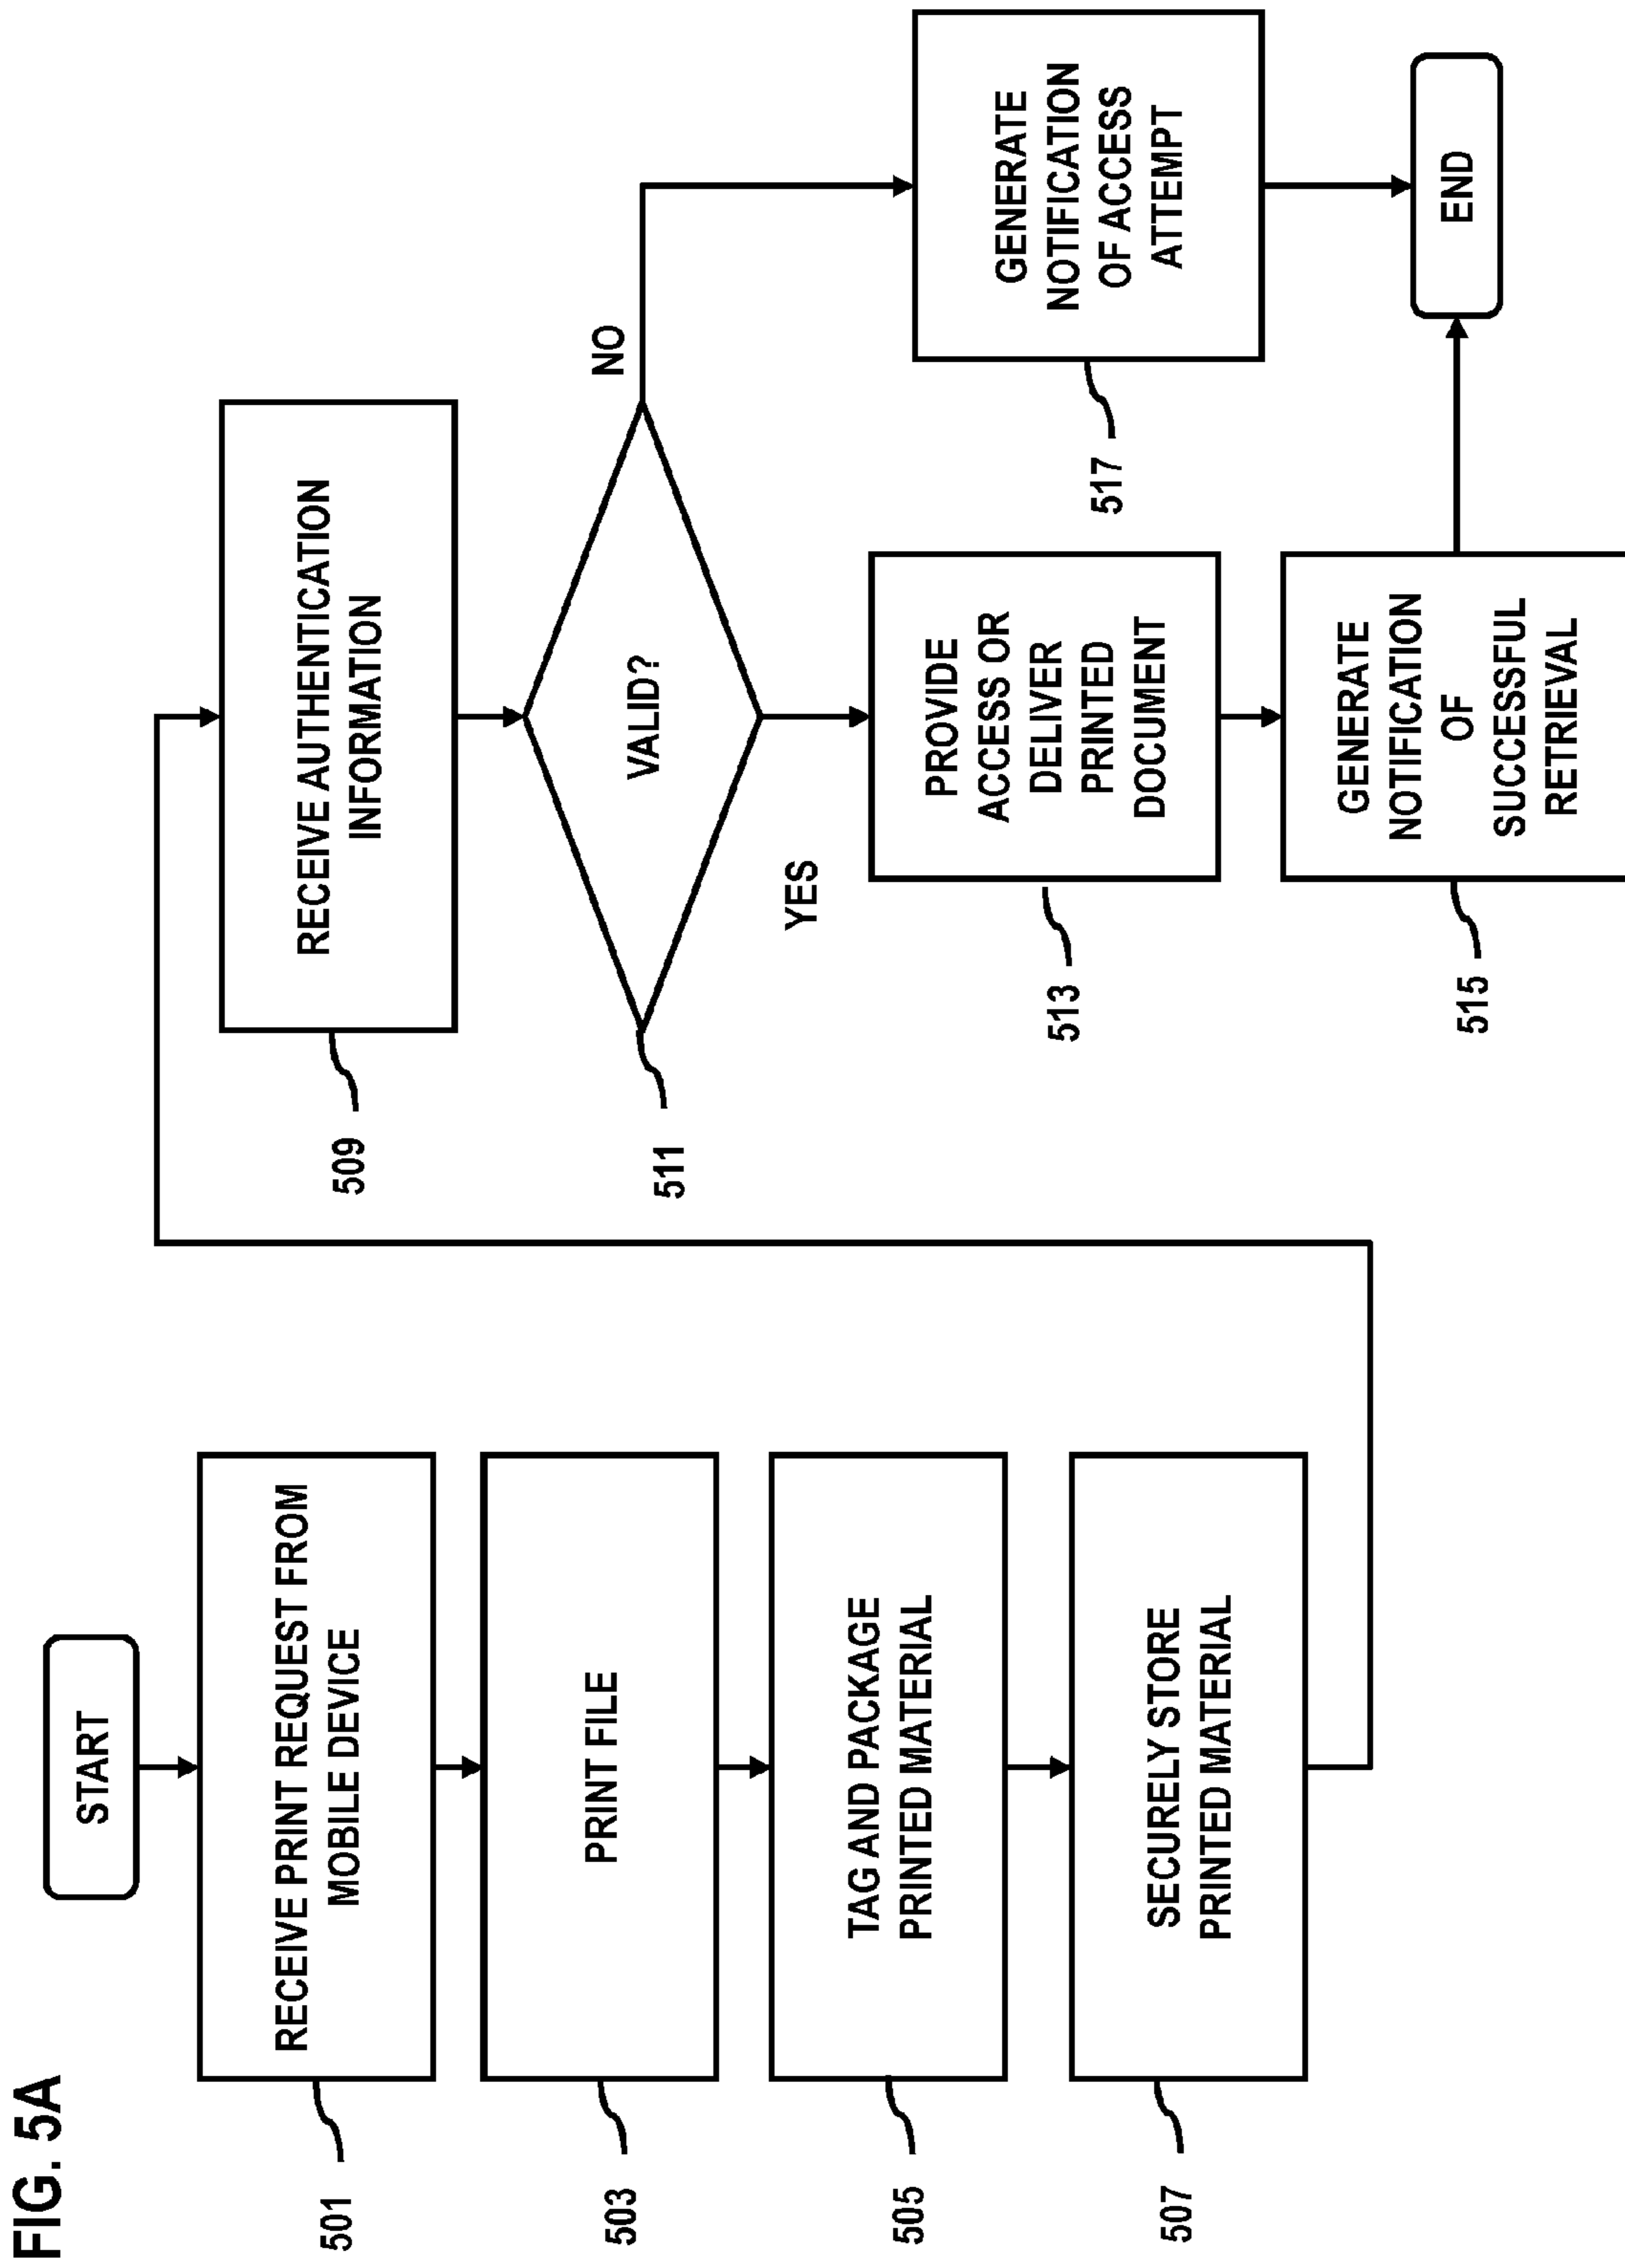 FIG. 5A
START
RECEIVE PRINT REQUEST FROM
MOBILE DEVICE
501
PRINT FILE
503
TAG AND PACKAGE
PRINTED MATERIAL
505
SECURELY STORE
PRINTED MATERIAL
507
RECEIVE AUTHENTICATION
INFORMATION
509
VALID?
511
NO
YES
PROVIDE
ACCESS OR
DELIVER
PRINTED
DOCUMENT
513
GENERATE
NOTIFICATION
OF
SUCCESSFUL
RETRIEVAL
515
GENERATE
NOTIFICATION
OF ACCESS
ATTEMPT
517
END